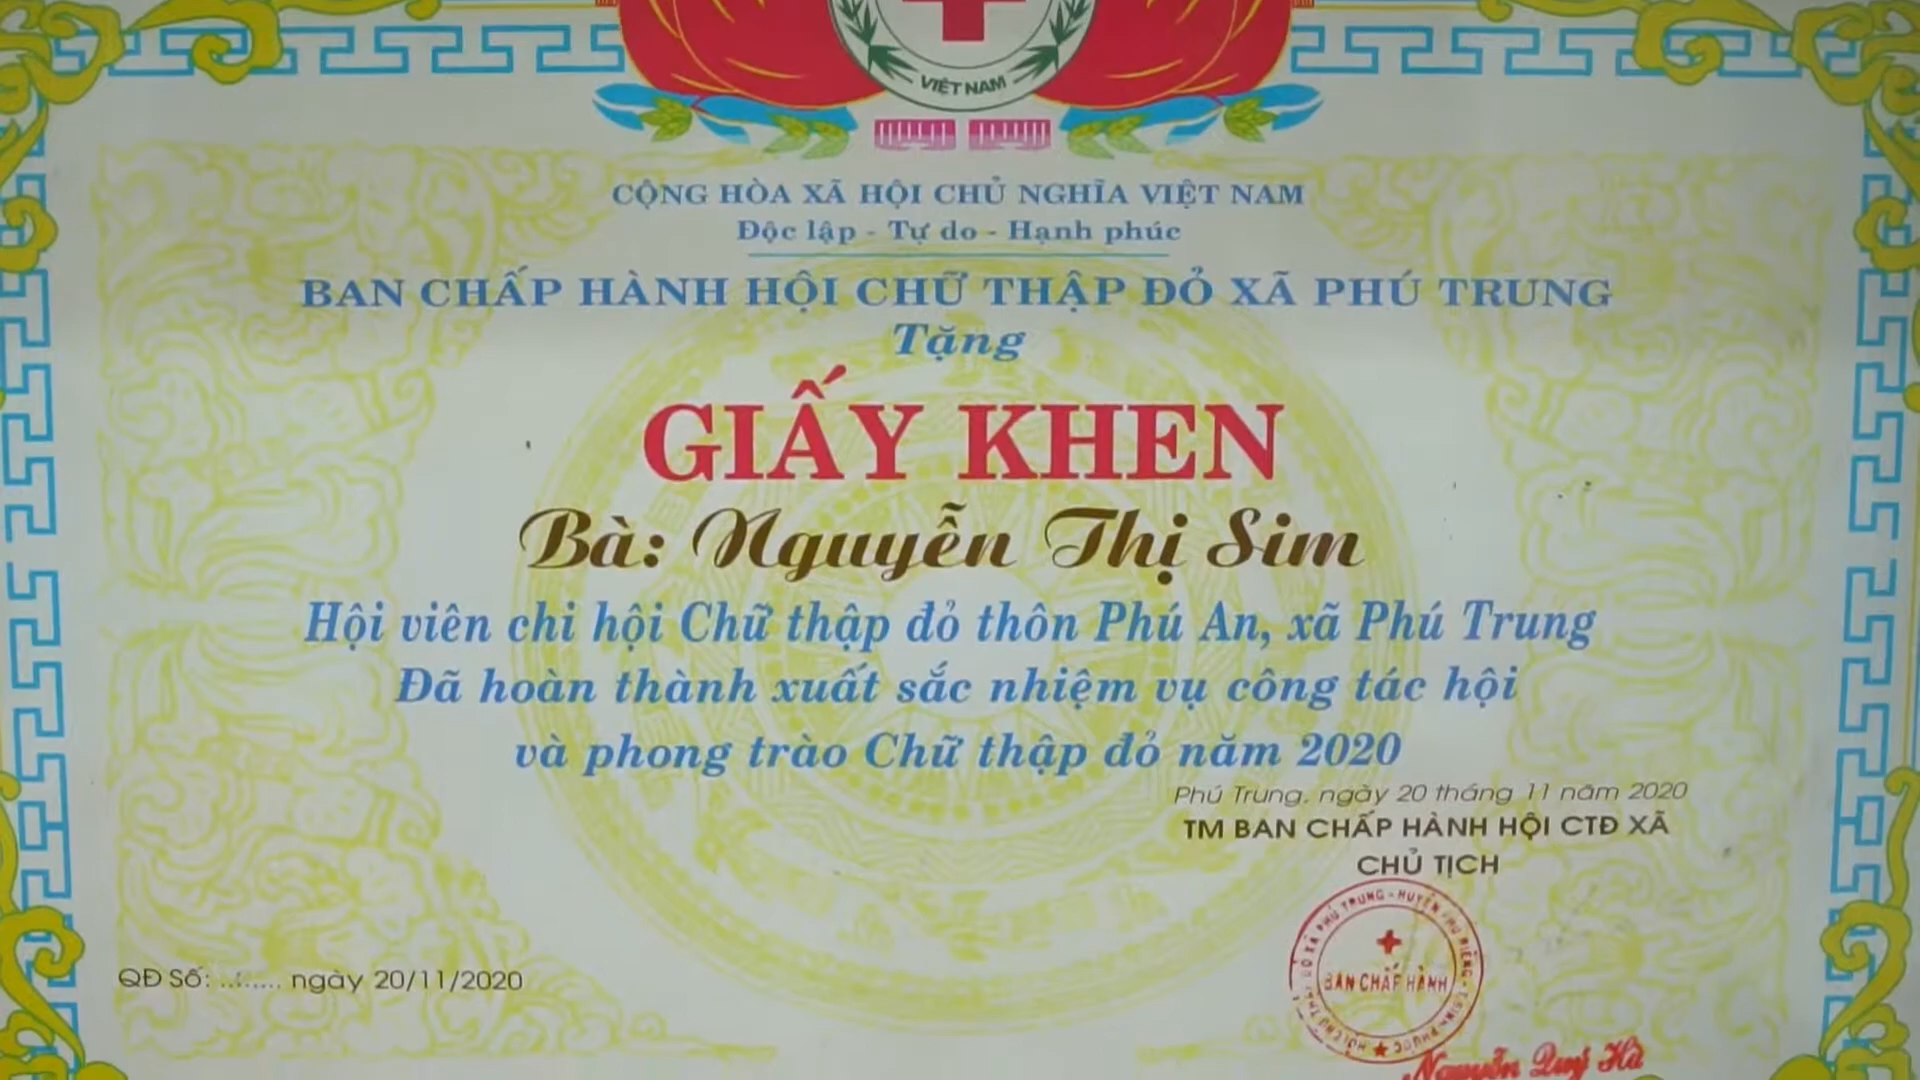 VIỆT NAM
CỘNG HÒA XÃ HỘI CHỦ NGHĨA VIỆT NAM
Độc lập - Tự do - Hạnh phúc
BAN CHẤP HÀNH HỘI CHỮ THẬP ĐỎ XÃ PHÚ TRUNG
Tặng
GIẤY KHEN
Bà: Nguyễn Thị Sim
Hội viên chi hội Chữ thập đỏ thôn Phú An, xã Phú Trung
Đã hoàn thành xuất sắc nhiệm vụ công tác hội
và phong trào Chữ thập đỏ năm 2020
Phú Trung, ngày 20 tháng 11 năm 2020
TM BAN CHẤP HÀNH HỘI CTĐ XÃ
CHỦ TỊCH
BAN CHẤP HÀNH
QĐ Số: ........ ngày 20/11/2020
Nguyễn Quý Hà